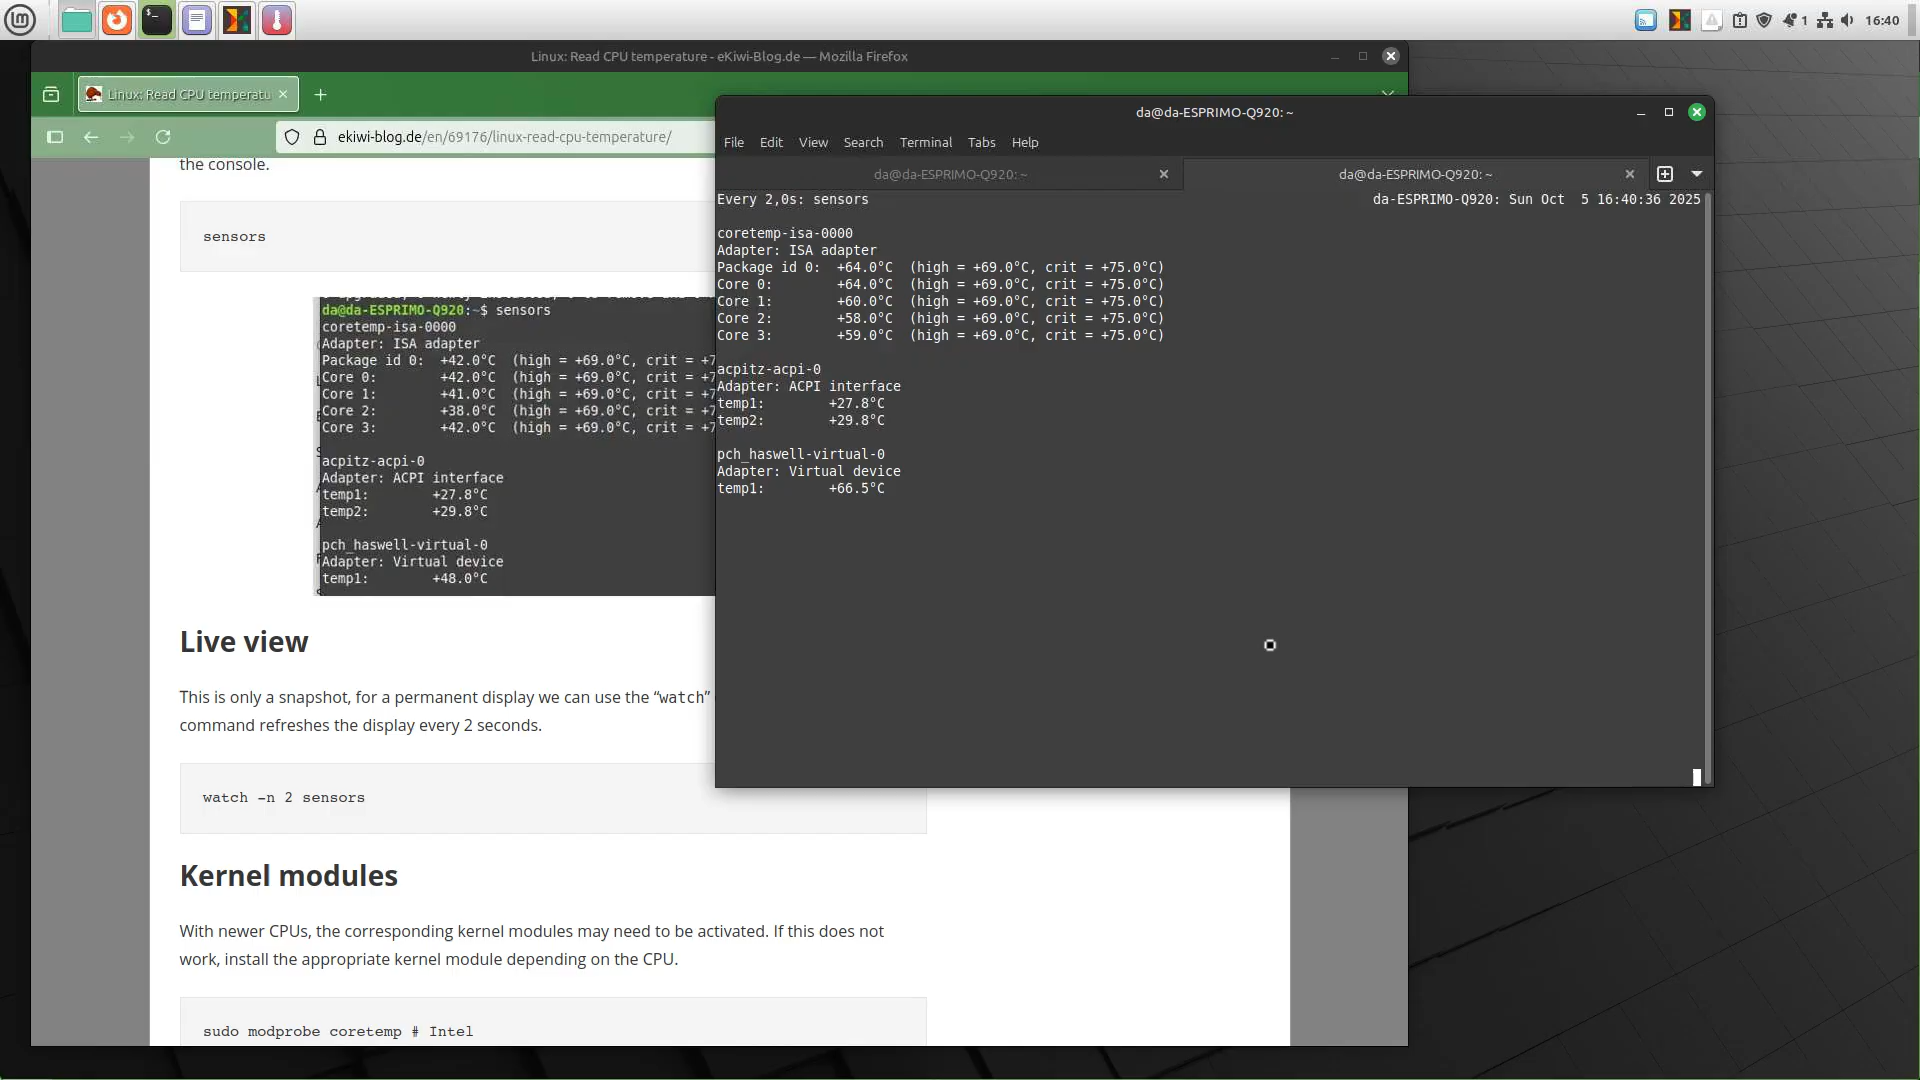 1
16:40
Linux: Read CPU temperature - eKiwi-Blog.de — Mozilla Firefox
Linux: Read CPU temperatu
ekiwi-blog.de/en/69176/linux-read-cpu-temperature/
the console.
sensors
da@da-ESPRIMO-Q920:~$ sensors
coretemp-isa-0000
Adapter: ISA adapter
Package id 0:  +42.0°C  (high = +69.0°C, crit = +7
Core 0:        +42.0°C  (high = +69.0°C, crit = +7
Core 1:        +41.0°C  (high = +69.0°C, crit = +7
Core 2:        +38.0°C  (high = +69.0°C, crit = +7
Core 3:        +42.0°C  (high = +69.0°C, crit = +7
acpitz-acpi-0
Adapter: ACPI interface
temp1:        +27.8°C
temp2:        +29.8°C
pch_haswell-virtual-0
Adapter: Virtual device
temp1:        +48.0°C
Live view
This is only a snapshot, for a permanent display we can use the “watch”
command refreshes the display every 2 seconds.
watch -n 2 sensors
Kernel modules
With newer CPUs, the corresponding kernel modules may need to be activated. If this does not
work, install the appropriate kernel module depending on the CPU.
sudo modprobe coretemp # Intel
da@da-ESPRIMO-Q920: ~
File Edit View Search Terminal Tabs Help
da@da-ESPRIMO-Q920: ~
da@da-ESPRIMO-Q920: ~
Every 2,0s: sensors
da-ESPRIMO-Q920: Sun Oct  5 16:40:36 2025
coretemp-isa-0000
Adapter: ISA adapter
Package id 0:  +64.0°C  (high = +69.0°C, crit = +75.0°C)
Core 0:        +64.0°C  (high = +69.0°C, crit = +75.0°C)
Core 1:        +60.0°C  (high = +69.0°C, crit = +75.0°C)
Core 2:        +58.0°C  (high = +69.0°C, crit = +75.0°C)
Core 3:        +59.0°C  (high = +69.0°C, crit = +75.0°C)
acpitz-acpi-0
Adapter: ACPI interface
temp1:        +27.8°C
temp2:        +29.8°C
pch_haswell-virtual-0
Adapter: Virtual device
temp1:        +66.5°C